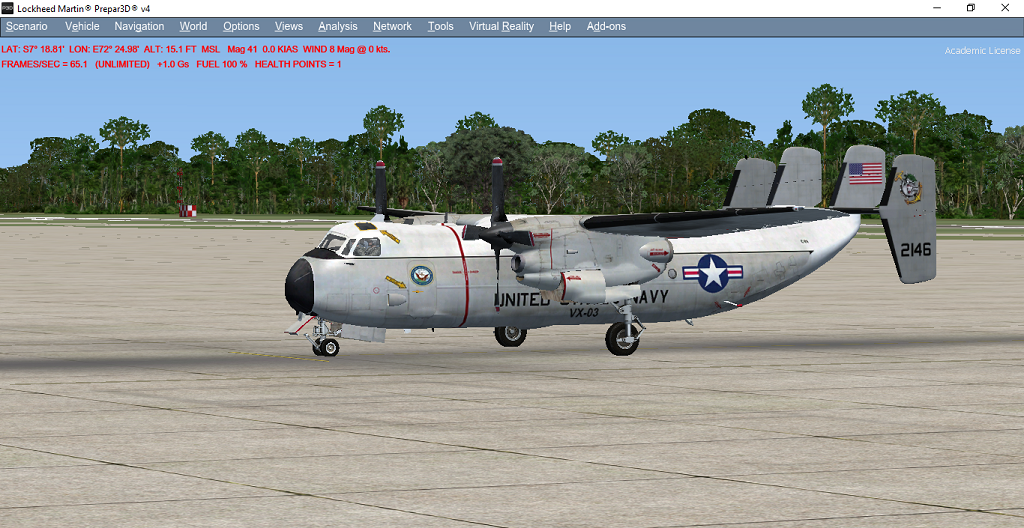 P3D Lockheed Martin® Prepar3D® v4
Scenario Vehicle Navigation World Options Views Analysis Network Tools Virtual Reality Help Add-ons
LAT: S7° 18.81' LON: E72° 24.98' ALT: 15.1 FT MSL Mag 41 0.0 KIAS WIND 8 Mag @ 0 kts.
Academic License
FRAMES/SEC = 65.1 (UNLIMITED) +1.0 Gs FUEL 100 % HEALTH POINTS = 1
2146
UNITED NAVY
VX-03